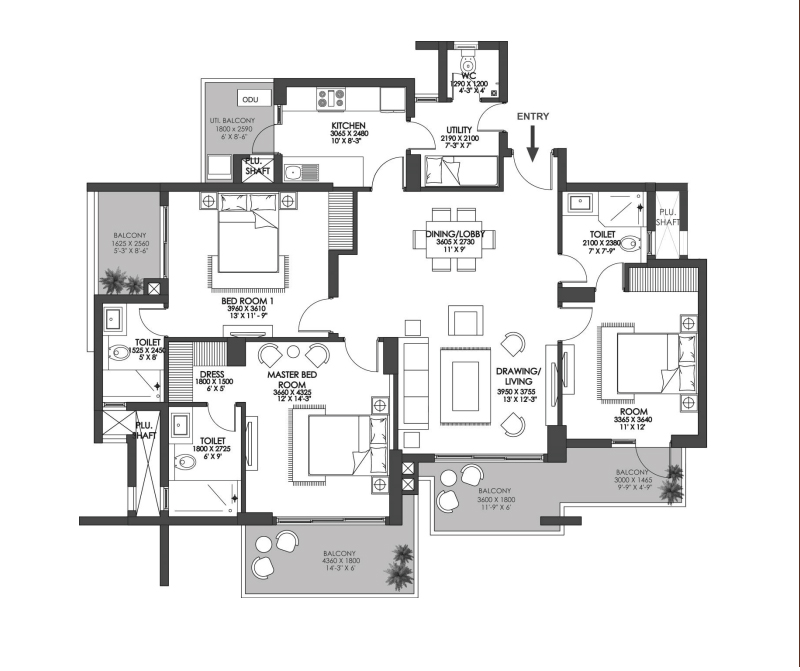 W.C
1290 X 1200
4'-3" X 4'
ODU
UTI. BALCONY
1800 x 2590
6' X 8'-6"
KITCHEN
3065 X 2480
10' X 8'-3"
UTILITY
2190 X 2100
7'-3" X 7'
ENTRY
PLU.
SHAFT
BALCONY
1625 X 2560
5'-3" X 8'-6"
DINING/LOBBY
3605 X 2730
11' X 9'
TOILET
2100 X 2380
7' X 7'-9"
PLU.
SHAFT
BED ROOM 1
3960 X 3610
13' X 11' - 9"
TOILET
1525 X 2450
5' X 8'
DRESS
1800 X 1500
6' X 5'
MASTER BED
ROOM
3660 X 4325
12' X 14'-3"
DRAWING/
LIVING
3950 X 3755
13' X 12'-3"
ROOM
3365 X 3640
11' X 12'
PLU.
SHAFT
TOILET
1800 X 2725
6' X 9'
BALCONY
3600 X 1800
11'-9" X 6'
BALCONY
3000 X 1465
9'-9" X 4'-9"
BALCONY
4360 X 1800
14'-3" X 6'